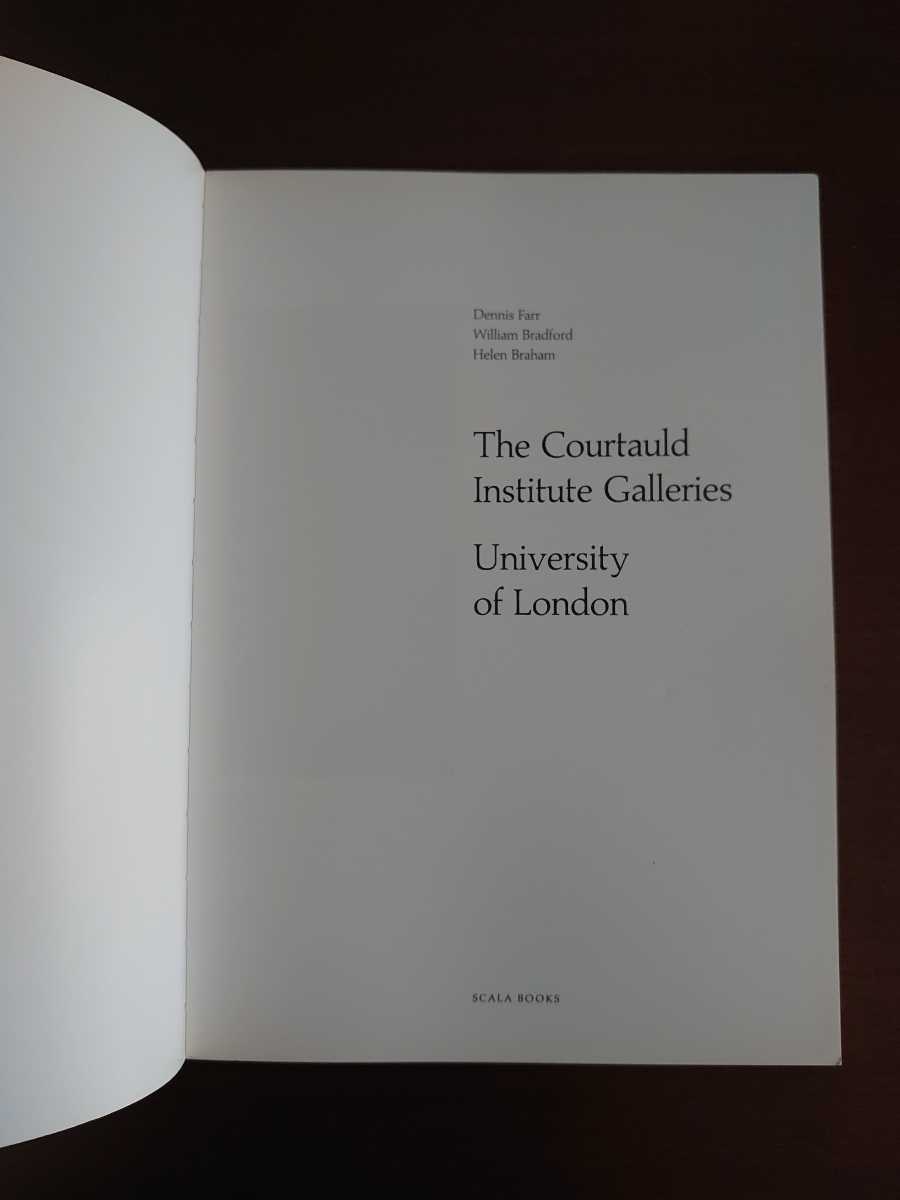 Dennis Farr
William Bradford
Helen Braham
The Courtauld
Institute Galleries
University
of London
SCALA BOOKS